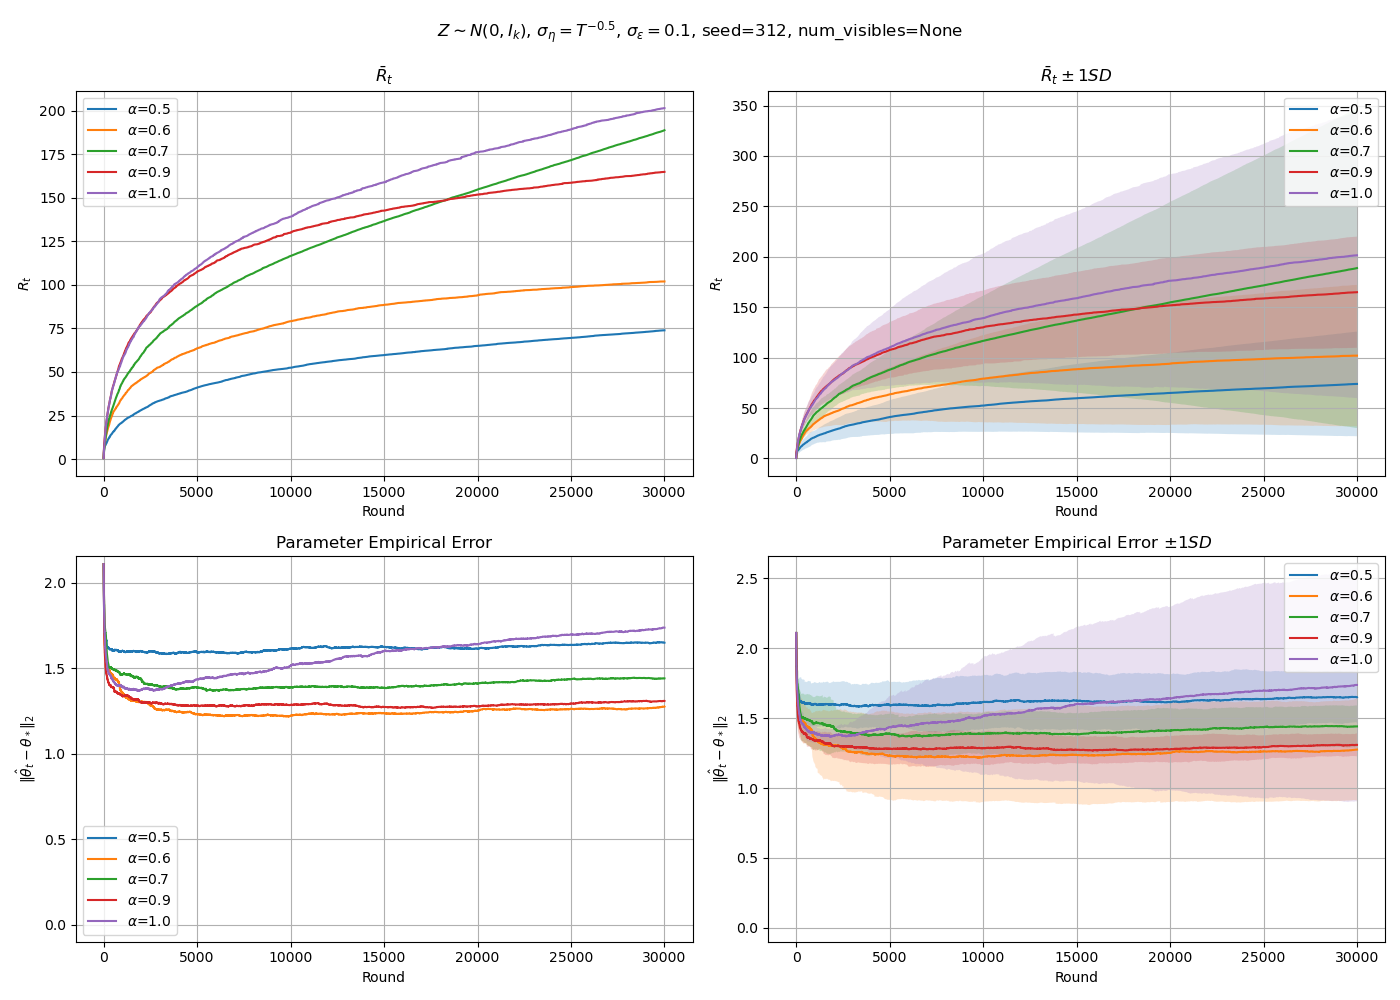 Z ~ N(0, I_k), σ_η = T^{−0.5}, σ_ε = 0.1, seed=312, num_visibles=None
R̄_t
R_t
200
175
150
125
100
75
50
25
0
α=0.5
α=0.6
α=0.7
α=0.9
α=1.0
0 5000 10000 15000 20000 25000 30000
Round
R̄_t ± 1SD
R_t
350
300
250
200
150
100
50
0
α=0.5
α=0.6
α=0.7
α=0.9
α=1.0
0 5000 10000 15000 20000 25000 30000
Round
Parameter Empirical Error
‖θ̂_t − θ_*‖_2
2.0
1.5
1.0
0.5
0.0
α=0.5
α=0.6
α=0.7
α=0.9
α=1.0
0 5000 10000 15000 20000 25000 30000
Round
Parameter Empirical Error ±1SD
‖θ̂_t − θ_*‖_2
2.5
2.0
1.5
1.0
0.5
0.0
α=0.5
α=0.6
α=0.7
α=0.9
α=1.0
0 5000 10000 15000 20000 25000 30000
Round